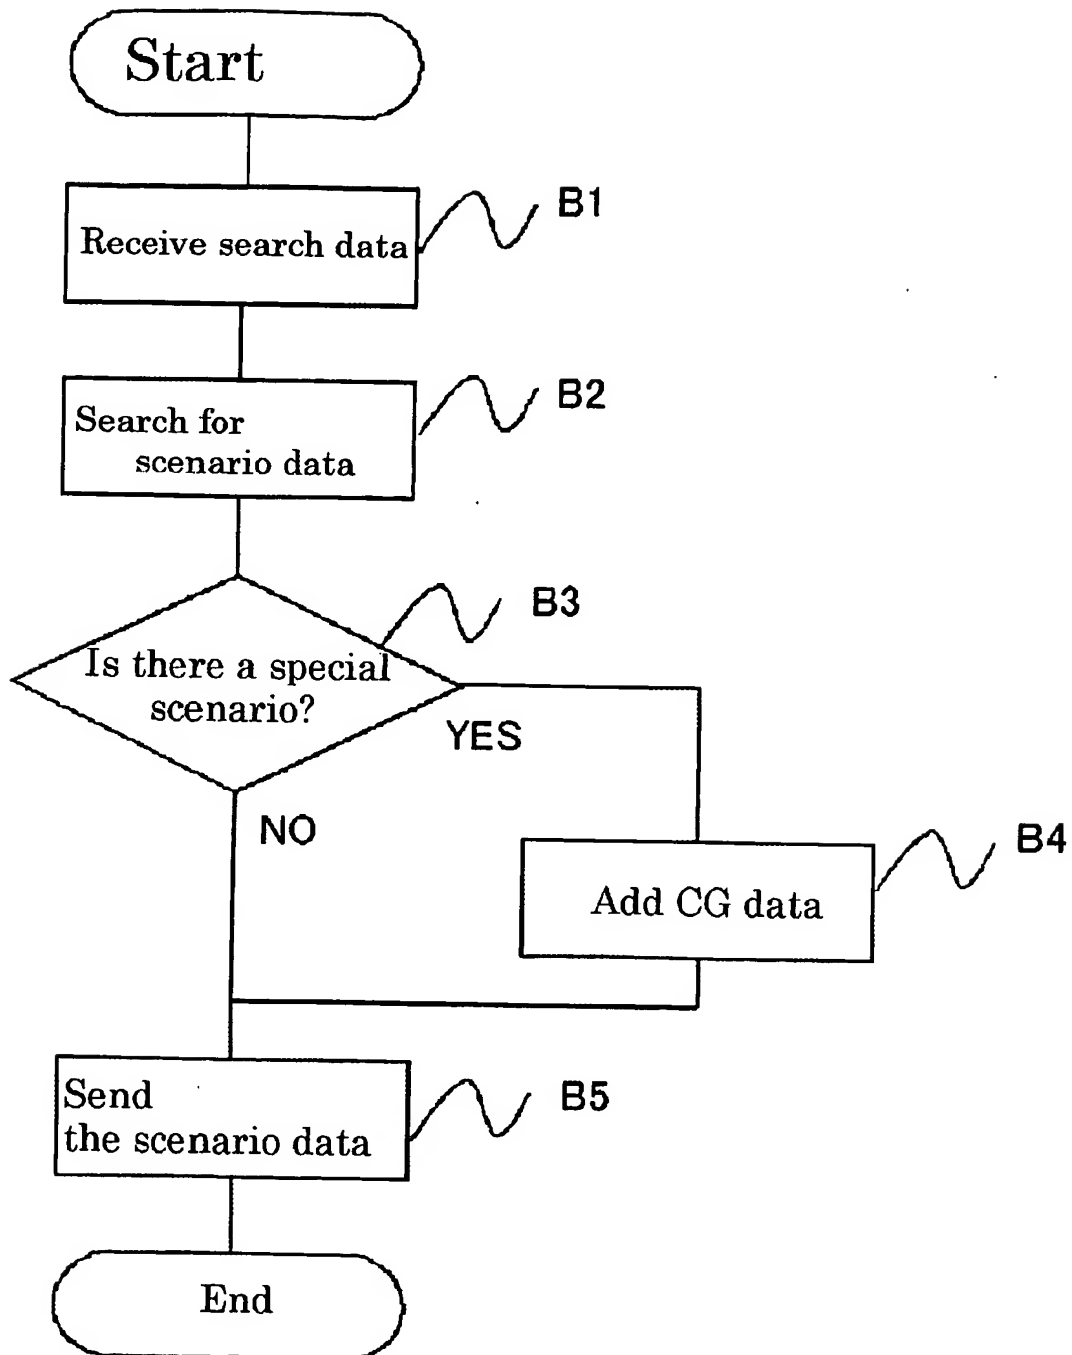 Start
Receive search data
B1
Search for
scenario data
B2
B3
Is there a special
scenario?
YES
NO
B4
Add CG data
Send
the scenario data
B5
End